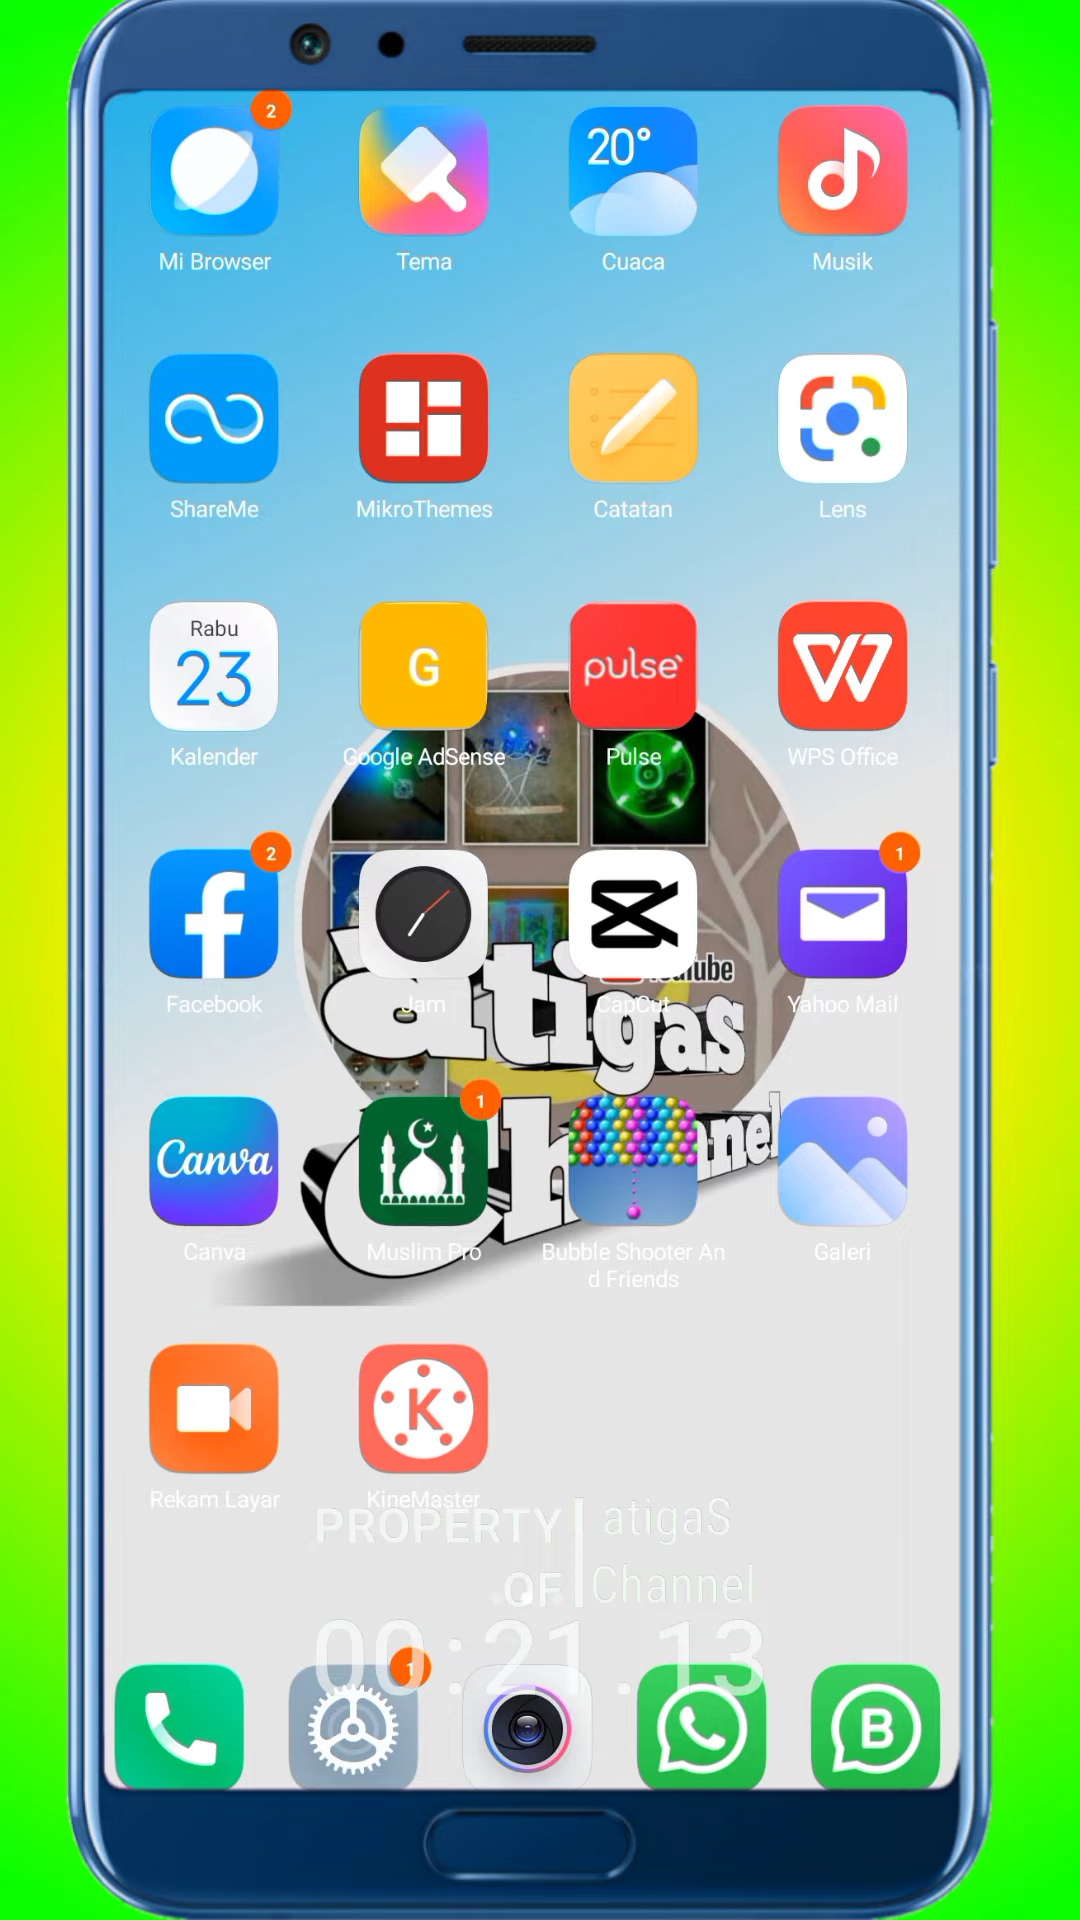 2
20°
Mi Browser
Tema
Cuaca
Musik
ShareMe
MikroThemes
Catatan
Lens
Rabu
23
G
pulse
Kalender
Google AdSense
Pulse
WPS Office
2
1
YouTube
Facebook
Jam
CapCut
Yahoo Mail
atigaS
Channel
Canva
1
Canva
Muslim Pro
Bubble Shooter An
d Friends
Galeri
K
Rekam Layar
KineMaster
PROPERTY
OF
atigaS
Channel
00:21.13
1
B